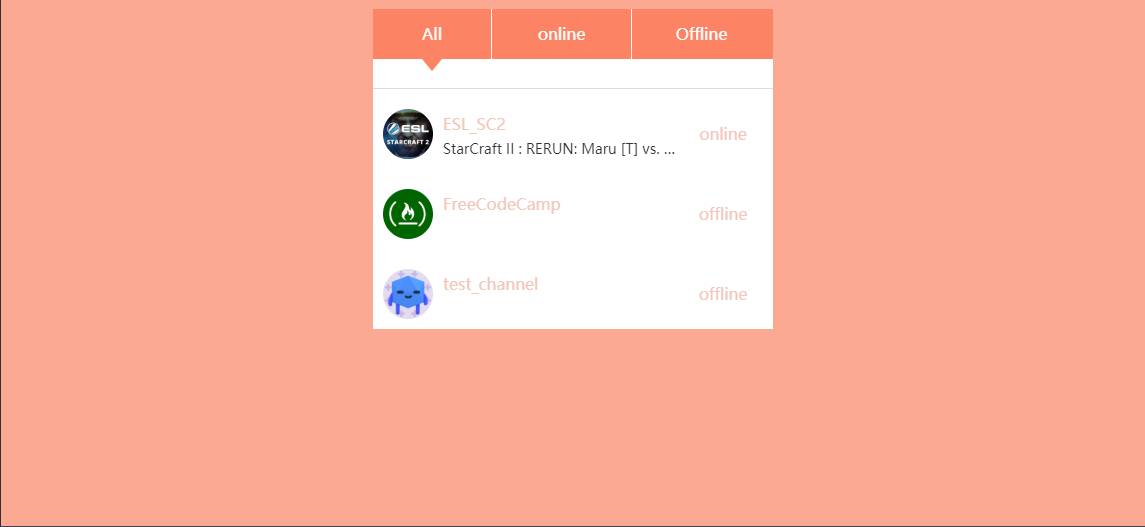 All
online
Offline
ESL
STARCRAFT 2
ESL_SC2
StarCraft II : RERUN: Maru [T] vs. ...
online
FreeCodeCamp
offline
test_channel
offline